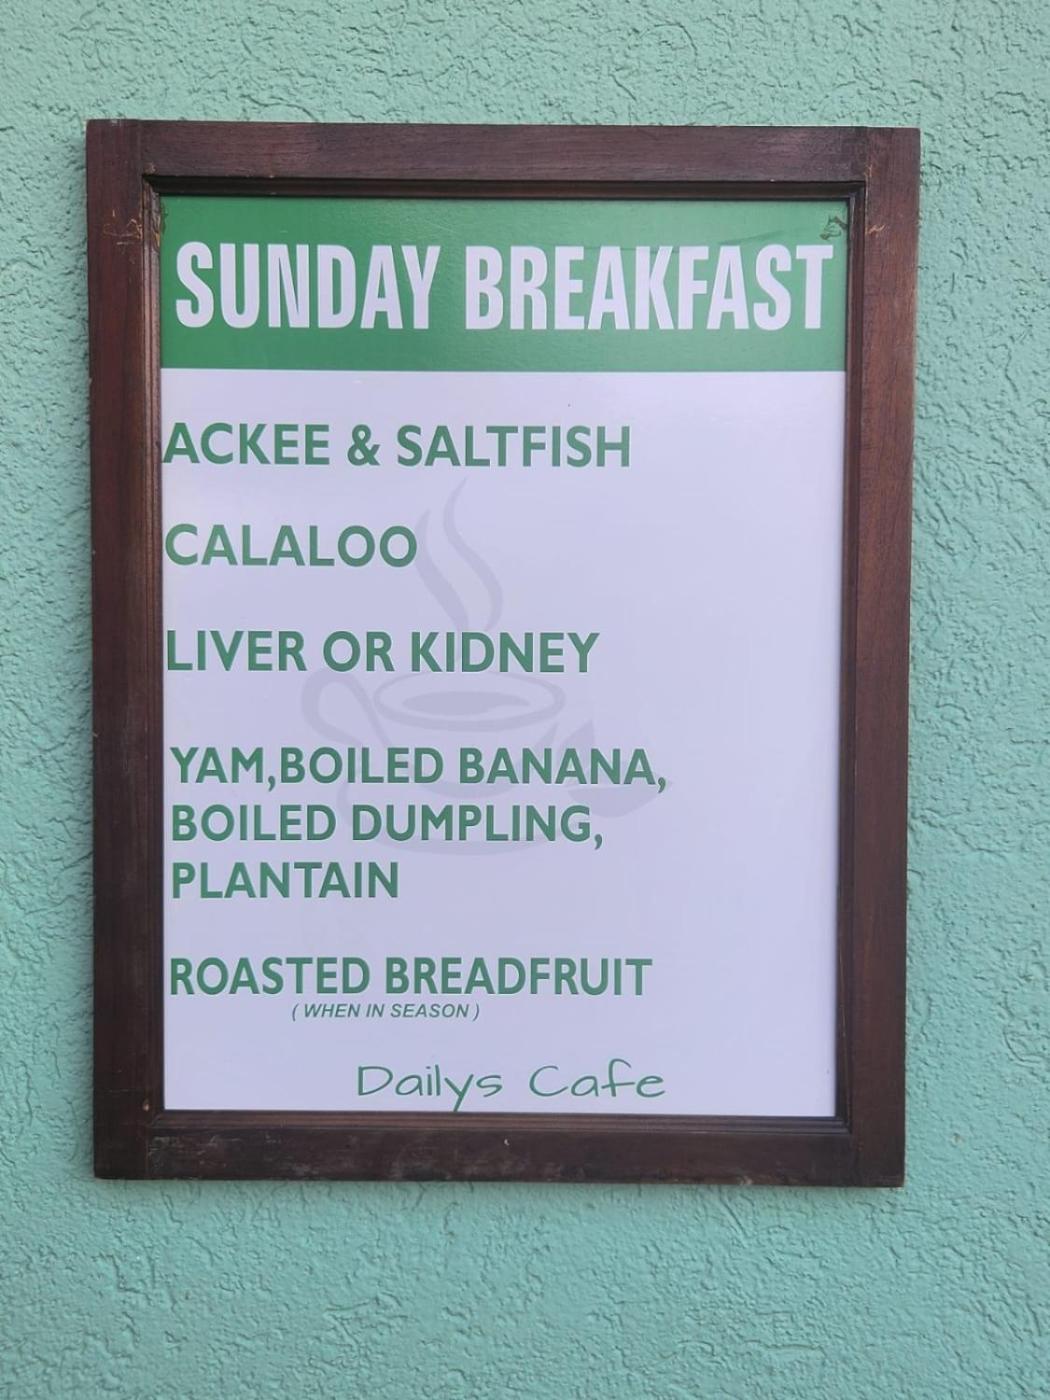 SUNDAY BREAKFAST
ACKEE & SALTFISH
CALALOO
LIVER OR KIDNEY
YAM,BOILED BANANA,
BOILED DUMPLING,
PLANTAIN
ROASTED BREADFRUIT
( WHEN IN SEASON )
Dailys Cafe